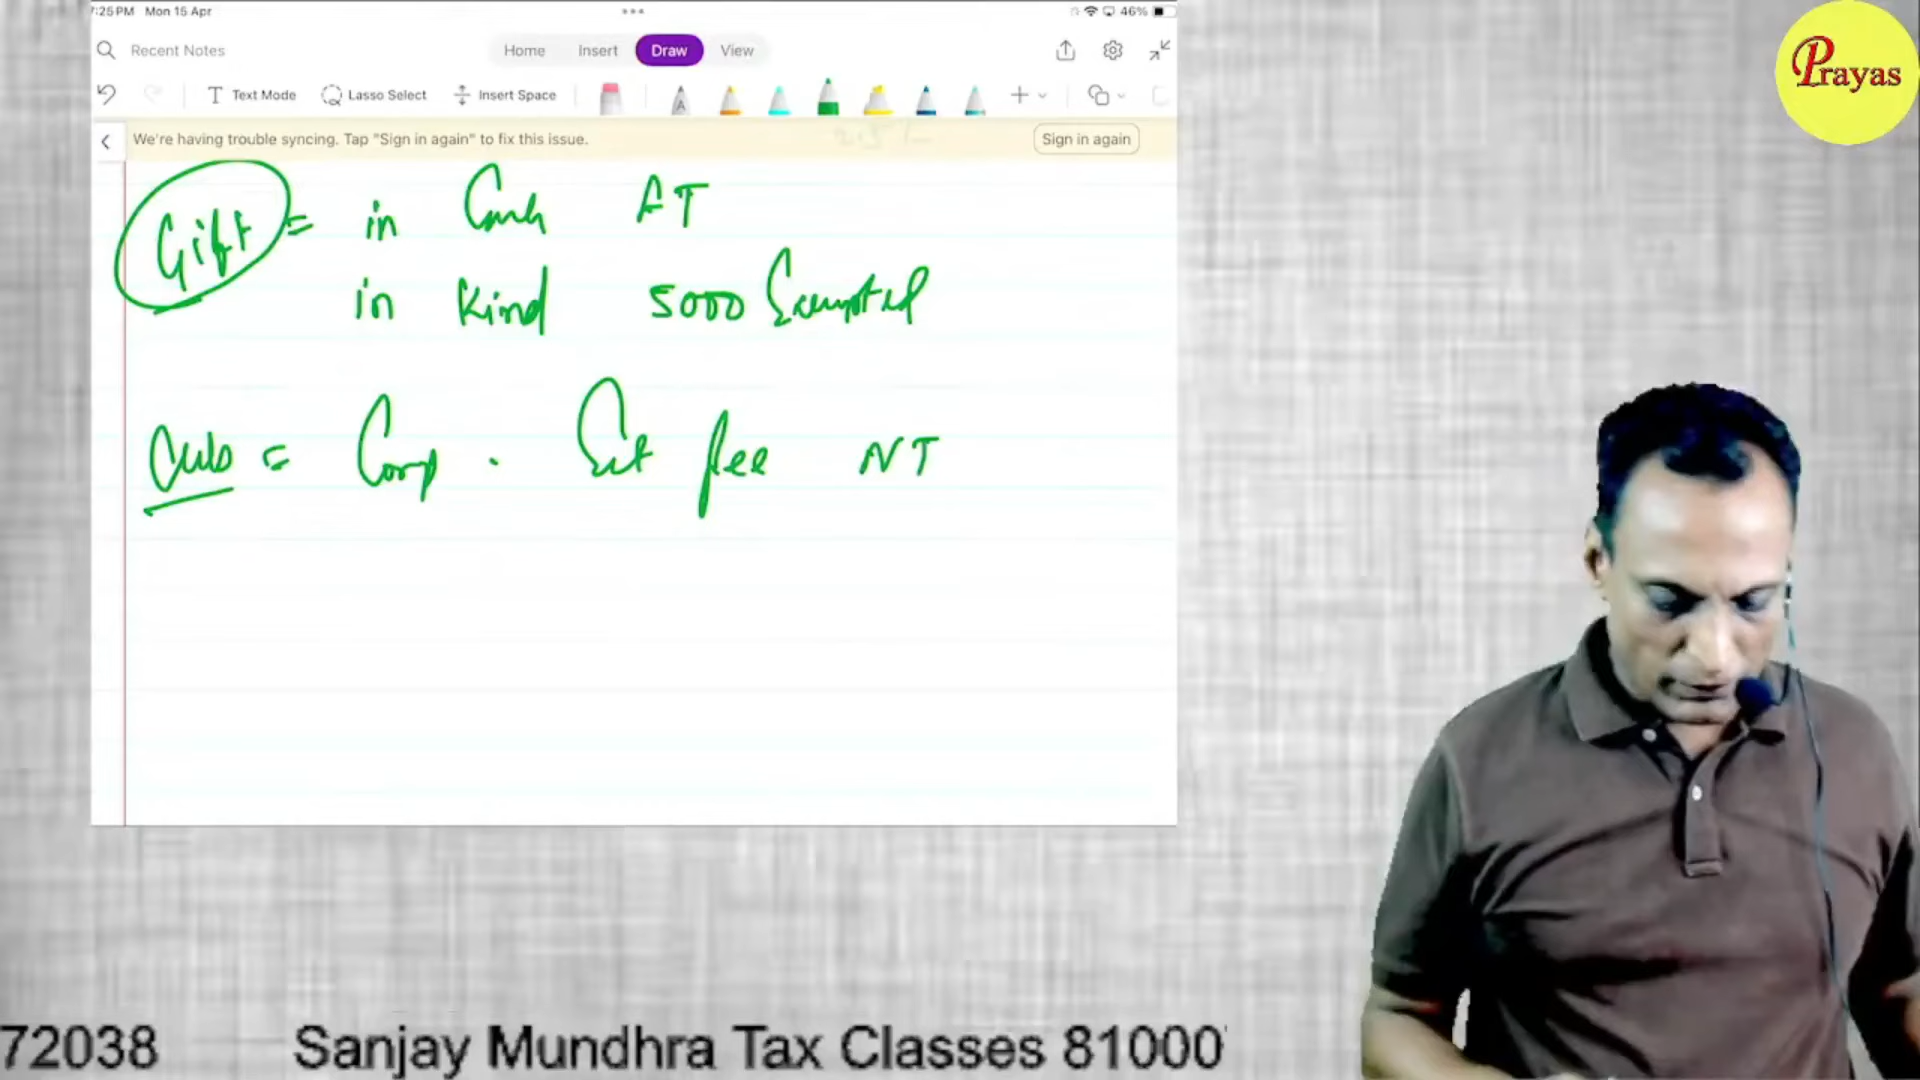 7:25 PM Mon 15 Apr
46%
Recent Notes
Home Insert Draw View
Text Mode Lasso Select Insert Space
We're having trouble syncing. Tap "Sign in again" to fix this issue.
Sign in again
Gift = in Cash FT
in Kind 5000 Exempted
Club = Corp. Ent fee NT
Prayas
72038 Sanjay Mundhra Tax Classes 81000